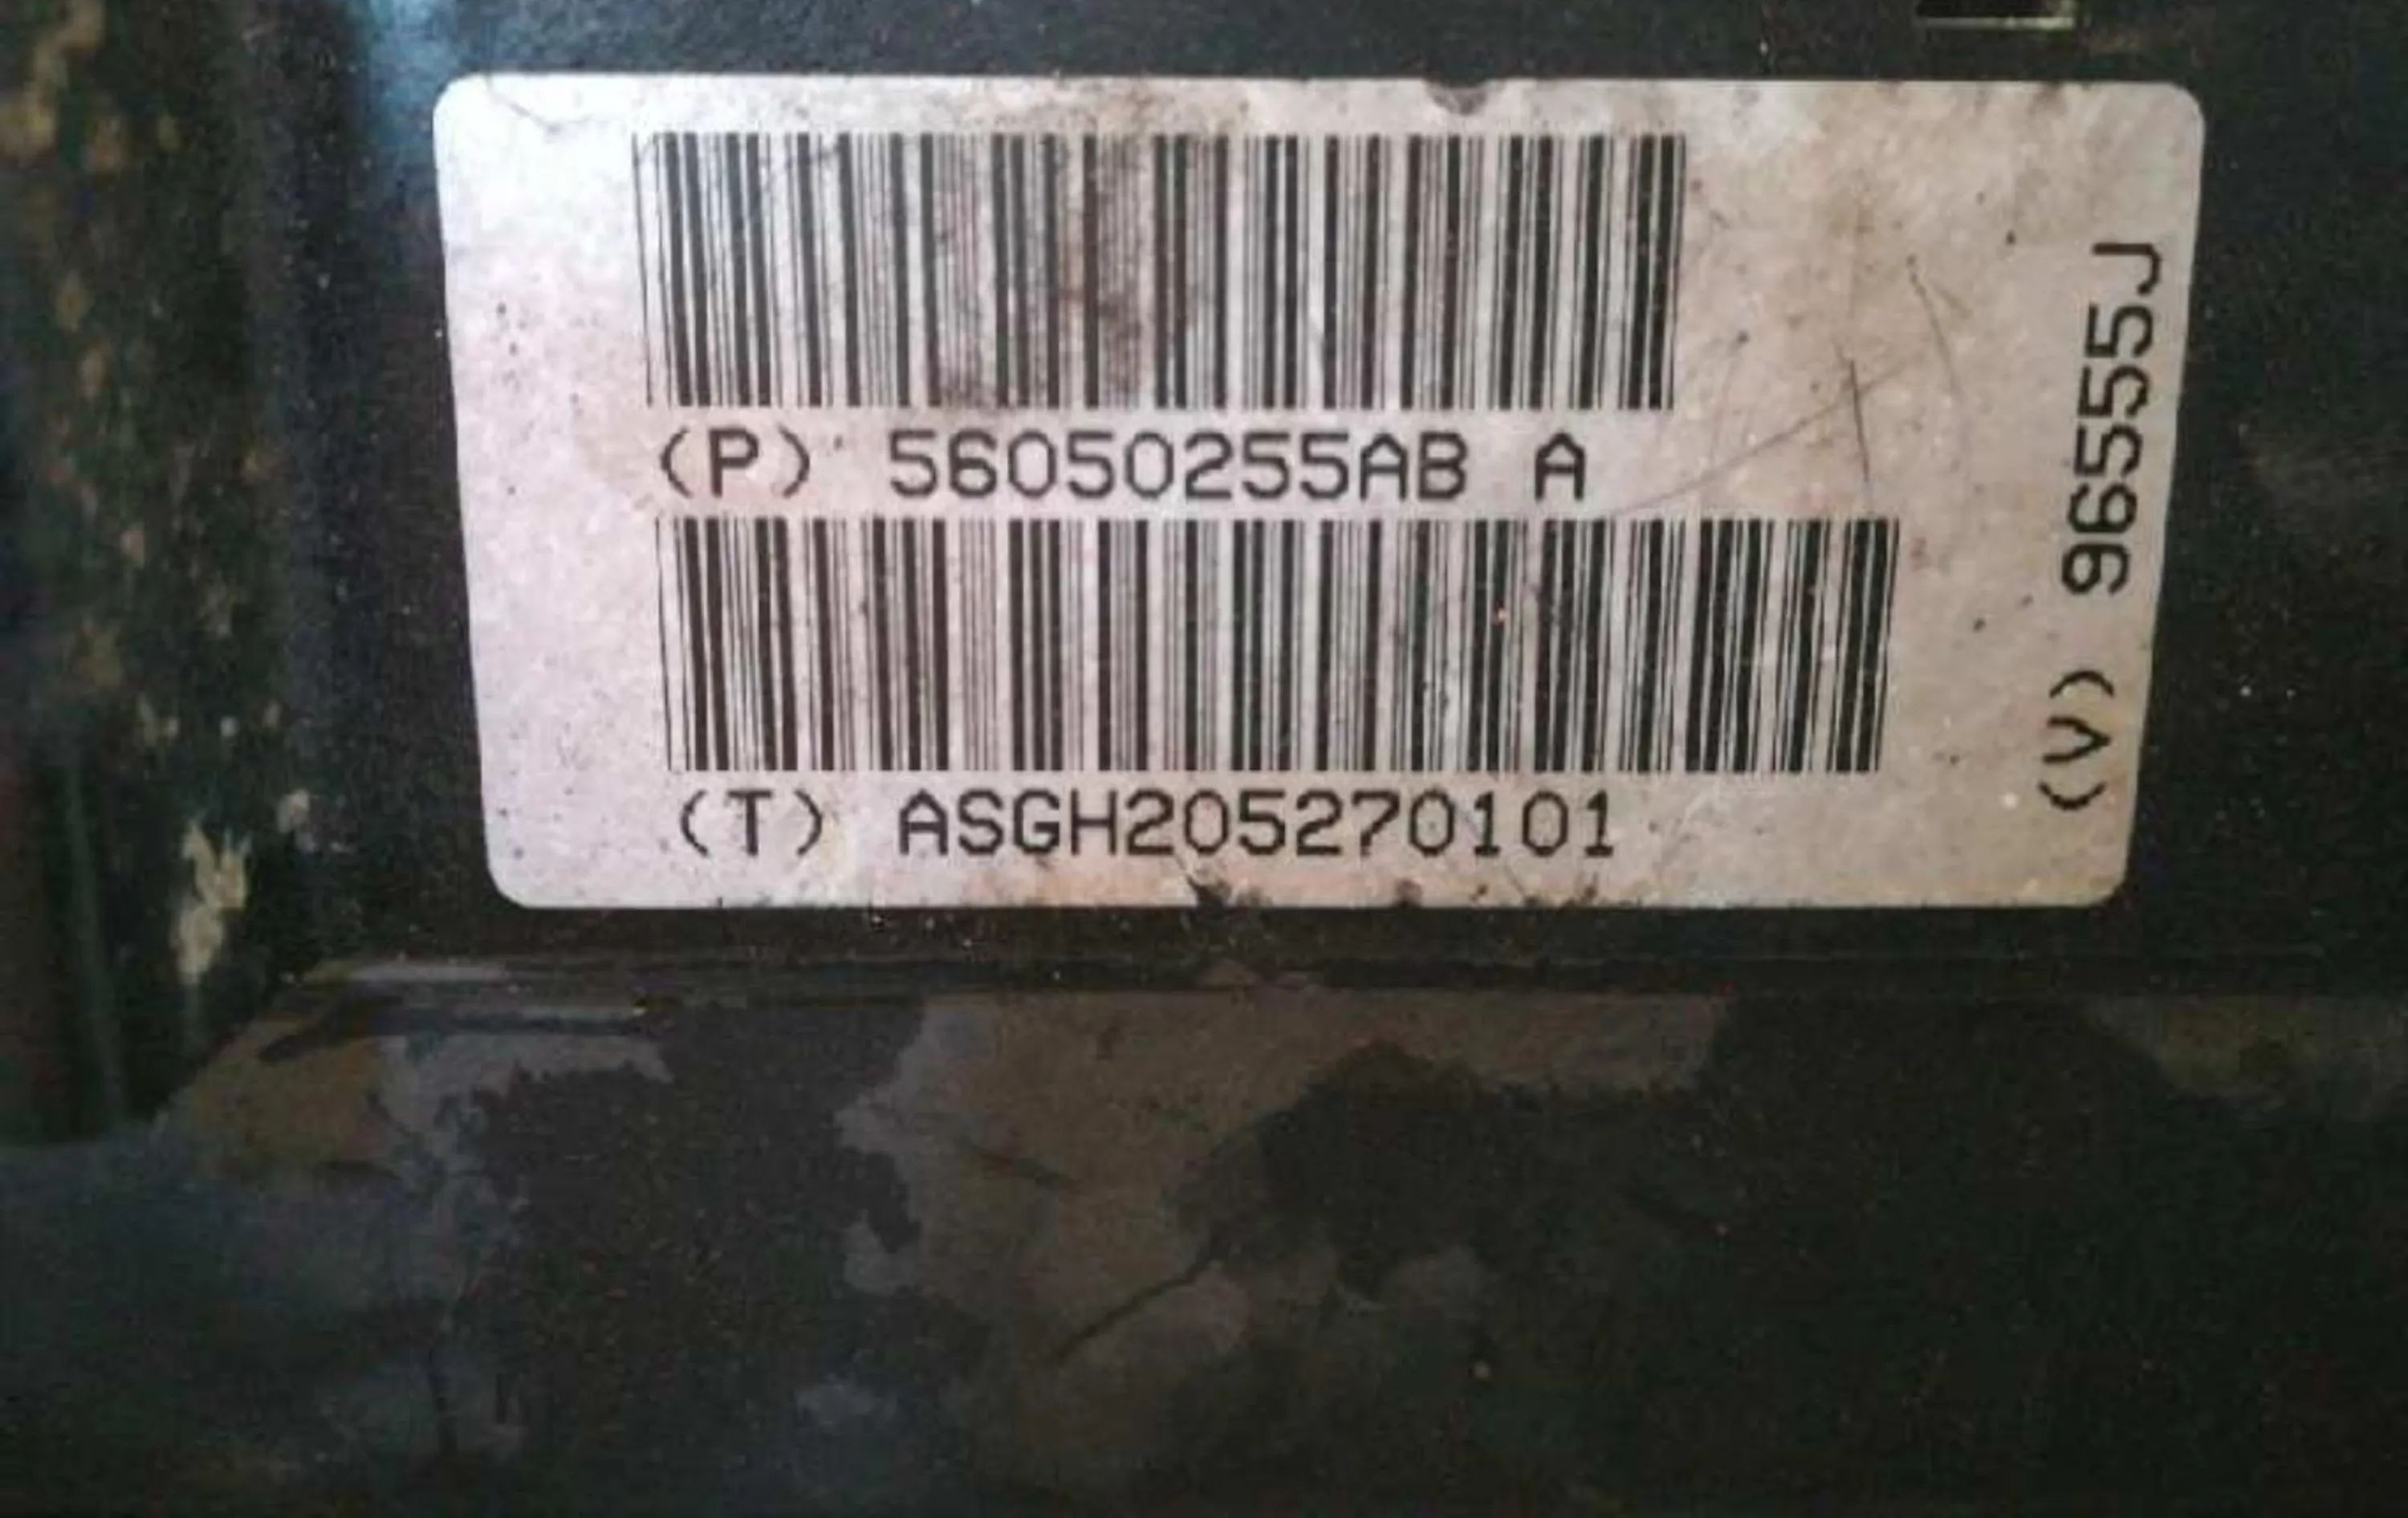 (P) 56050255AB A
(T) ASGH205270101
(V) 96555J